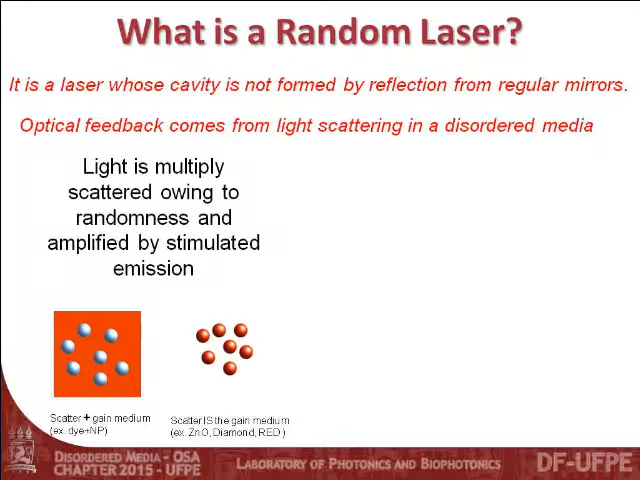 What is a Random Laser?
It is a laser whose cavity is not formed by reflection from regular mirrors.
Optical feedback comes from light scattering in a disordered media
Light is multiply
scattered owing to
randomness and
amplified by stimulated
emission
Scatter + gain medium
(ex. dye+NP)
Scatter IS the gain medium
(ex. ZnO, Diamond, RED )
DISORDERED MEDIA - OSA
CHAPTER 2015 - UFPE
LABORATORY OF PHOTONICS AND BIOPHOTONICS
DF-UFPE